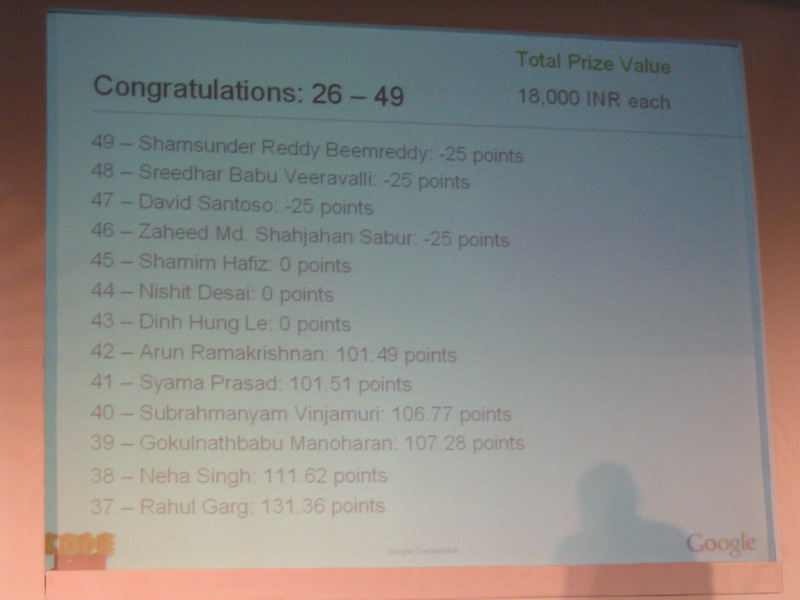 Total Prize Value
Congratulations: 26 – 49
18,000 INR each
49 – Shamsunder Reddy Beemreddy: -25 points
48 – Sreedhar Babu Veeravalli: -25 points
47 – David Santoso: -25 points
46 – Zaheed Md. Shahjahan Sabur: -25 points
45 – Shamim Hafiz: 0 points
44 – Nishit Desai: 0 points
43 – Dinh Hung Le: 0 points
42 – Arun Ramakrishnan: 101.49 points
41 – Syama Prasad: 101.51 points
40 – Subrahmanyam Vinjamuri: 106.77 points
39 – Gokulnathbabu Manoharan: 107.28 points
38 – Neha Singh: 111.62 points
37 – Rahul Garg: 131.36 points
CODE
Google Confidential
Google